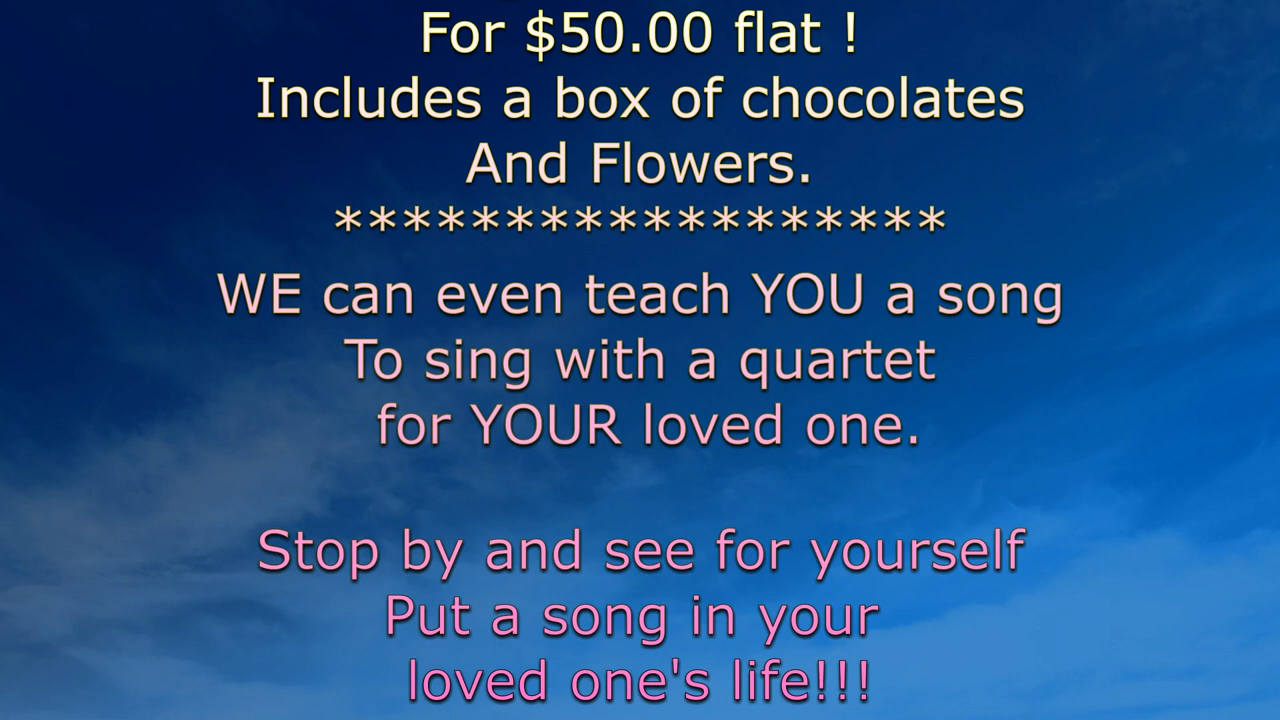 For $50.00 flat !
Includes a box of chocolates
And Flowers.
******************
WE can even teach YOU a song
To sing with a quartet
for YOUR loved one.
Stop by and see for yourself
Put a song in your
loved one's life!!!